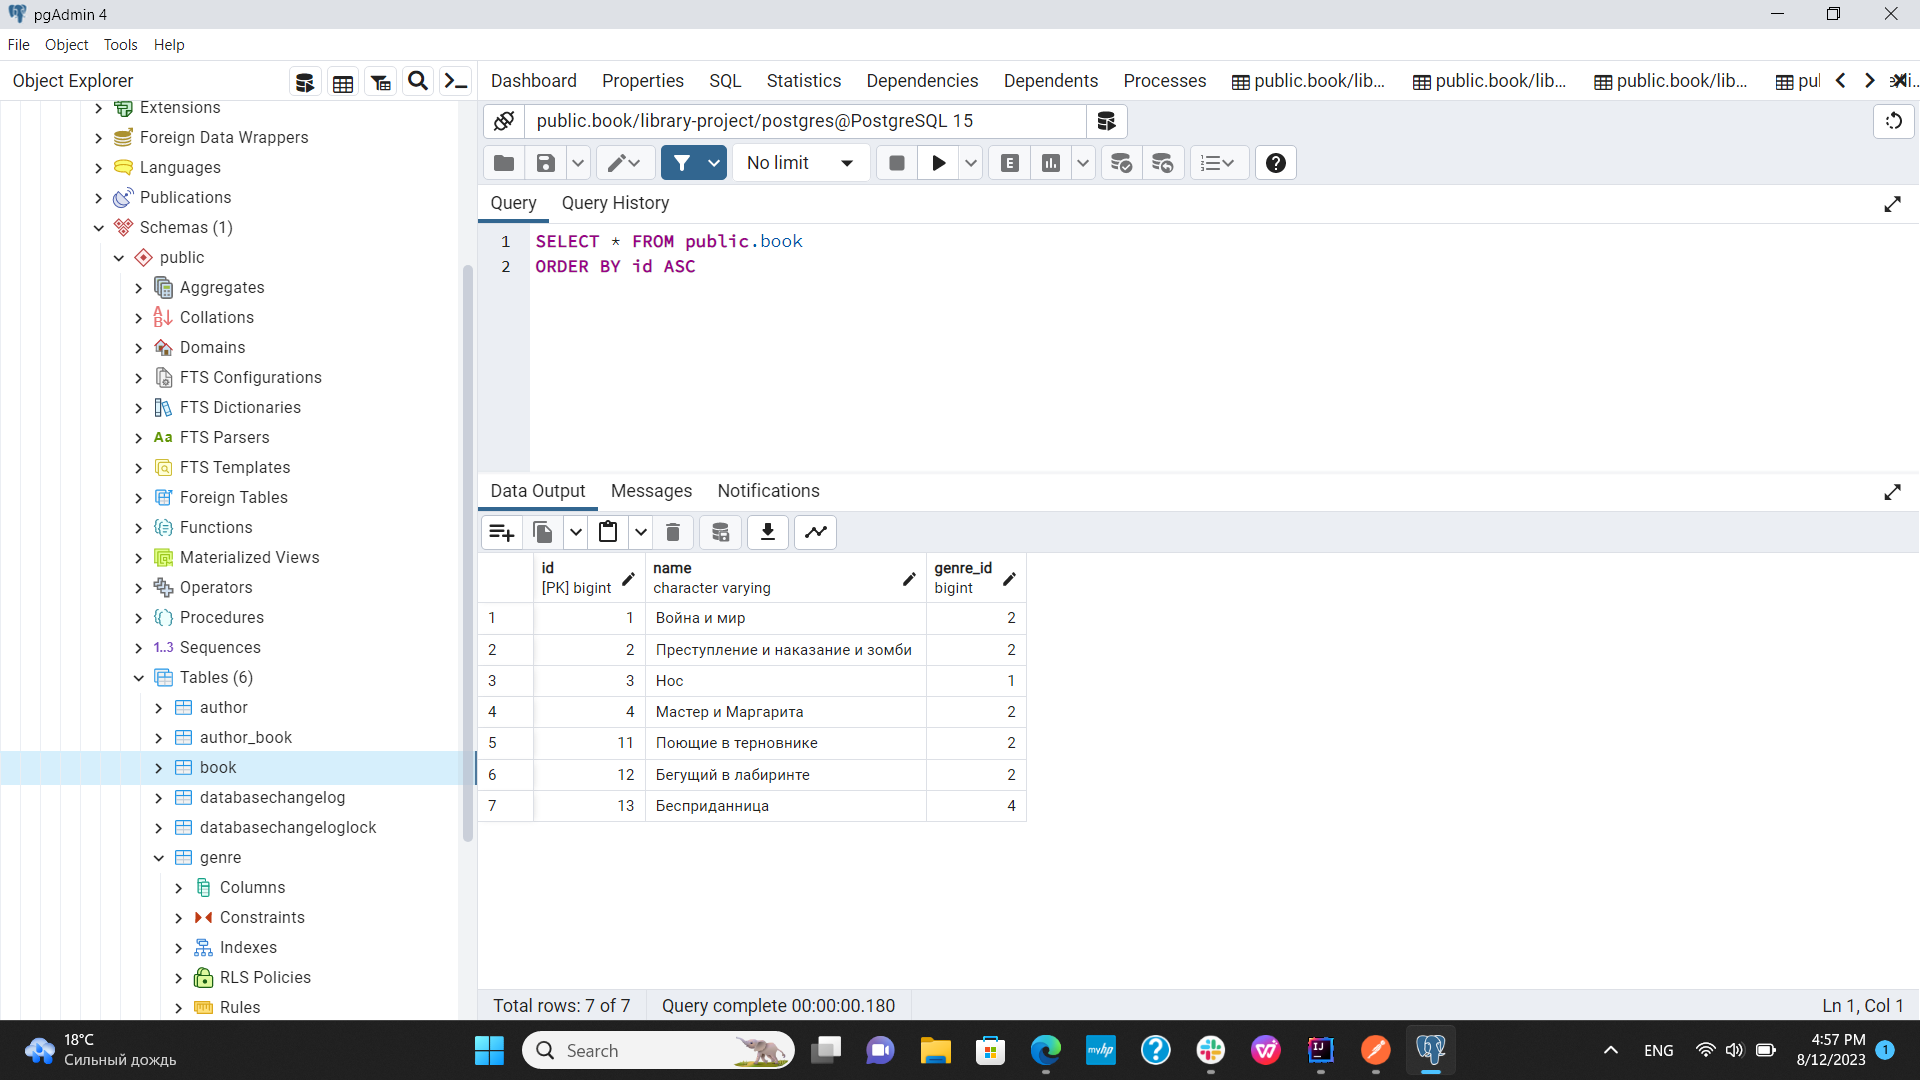 pgAdmin 4
File Object Tools Help
Object Explorer
Dashboard Properties SQL Statistics Dependencies Dependents Processes public.book/lib... public.book/lib... public.book/lib...
Extensions
Foreign Data Wrappers
Languages
Publications
Schemas (1)
public
Aggregates
Collations
Domains
FTS Configurations
FTS Dictionaries
Aa FTS Parsers
FTS Templates
Foreign Tables
Functions
Materialized Views
Operators
Procedures
1..3 Sequences
Tables (6)
author
author_book
book
databasechangelog
databasechangeloglock
genre
Columns
Constraints
Indexes
RLS Policies
Rules
public.book/library-project/postgres@PostgreSQL 15
No limit
E
Query Query History
1 SELECT * FROM public.book
2 ORDER BY id ASC
Data Output Messages Notifications
id name genre_id
[PK] bigint character varying bigint
1 1 Война и мир 2
2 2 Преступление и наказание и зомби 2
3 3 Нос 1
4 4 Мастер и Маргарита 2
5 11 Поющие в терновнике 2
6 12 Бегущий в лабиринте 2
7 13 Бесприданница 4
Total rows: 7 of 7 Query complete 00:00:00.180 Ln 1, Col 1
18°C
Сильный дождь
Search
myhp
IJ
ENG
4:57 PM
8/12/2023
1